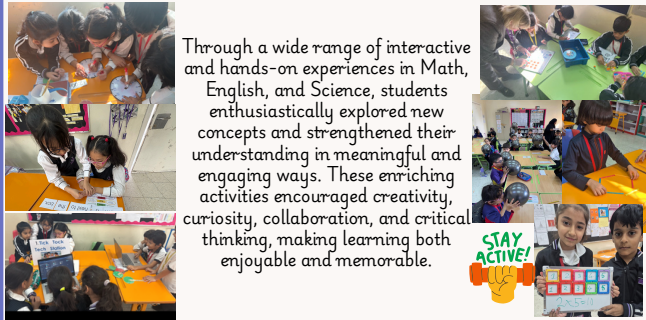 Through a wide range of interactive
and hands-on experiences in Math,
English, and Science, students
enthusiastically explored new
concepts and strengthened their
understanding in meaningful and
engaging ways. These enriching
activities encouraged creativity,
curiosity, collaboration, and critical
thinking, making learning both
enjoyable and memorable.
STAY
ACTIVE!
Tick Tock
Tech Station